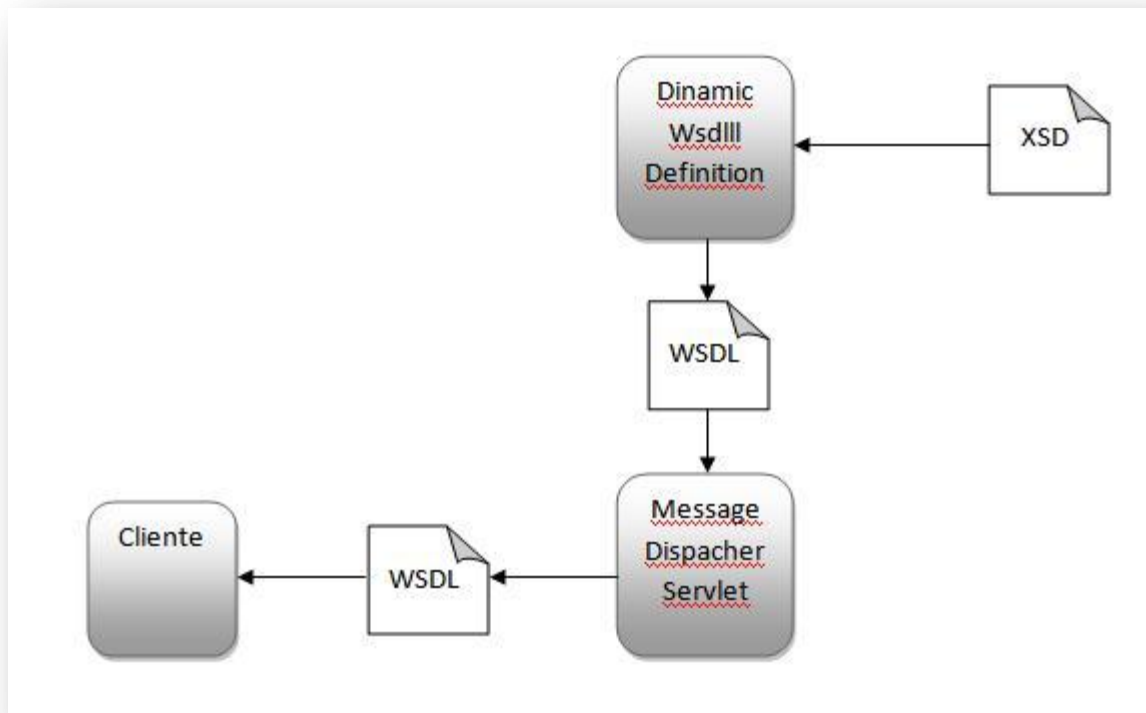 Dinamic
Wsdlll
Definition
XSD
WSDL
Message
Dispacher
Servlet
Cliente
WSDL